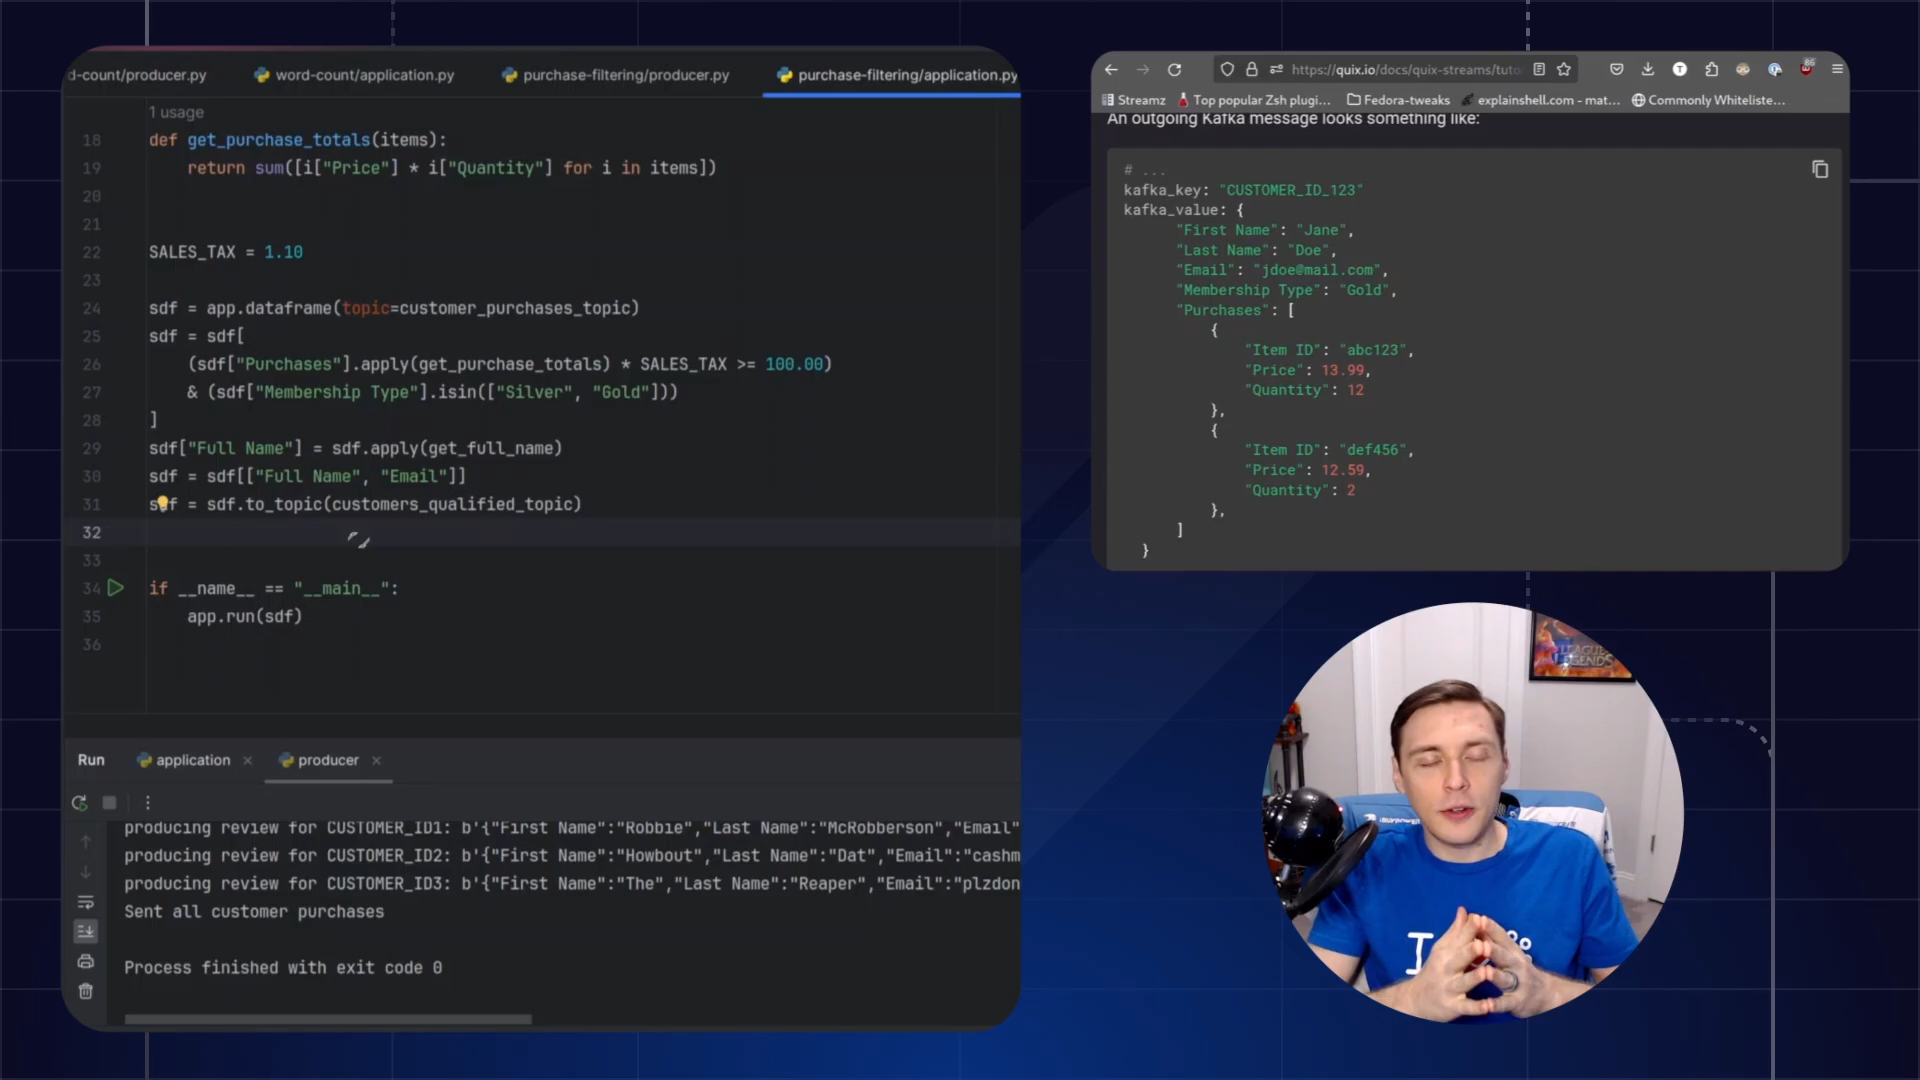 d-count/producer.py
word-count/application.py
purchase-filtering/producer.py
purchase-filtering/application.py
1 usage
18 def get_purchase_totals(items):
19 return sum([i["Price"] * i["Quantity"] for i in items])
20
21
22 SALES_TAX = 1.10
23
24 sdf = app.dataframe(topic=customer_purchases_topic)
25 sdf = sdf[
26 (sdf["Purchases"].apply(get_purchase_totals) * SALES_TAX >= 100.00)
27 & (sdf["Membership Type"].isin(["Silver", "Gold"]))
28 ]
29 sdf["Full Name"] = sdf.apply(get_full_name)
30 sdf = sdf[["Full Name", "Email"]]
31 sdf = sdf.to_topic(customers_qualified_topic)
32
33
34 if __name__ == "__main__":
35 app.run(sdf)
36
Run
application
producer
producing review for CUSTOMER_ID1: b'{"First Name":"Robbie","Last Name":"McRobberson","Email"
producing review for CUSTOMER_ID2: b'{"First Name":"Howbout","Last Name":"Dat","Email":"cashm
producing review for CUSTOMER_ID3: b'{"First Name":"The","Last Name":"Reaper","Email":"plzdon
Sent all customer purchases
Process finished with exit code 0
https://quix.io/docs/quix-streams/tuto
86
Streamz
Top popular Zsh plugi...
Fedora-tweaks
explainshell.com - mat...
Commonly Whiteliste...
An outgoing Kafka message looks something like:
# ...
kafka_key: "CUSTOMER_ID_123"
kafka_value: {
"First Name": "Jane",
"Last Name": "Doe",
"Email": "jdoe@mail.com",
"Membership Type": "Gold",
"Purchases": [
{
"Item ID": "abc123",
"Price": 13.99,
"Quantity": 12
},
{
"Item ID": "def456",
"Price": 12.59,
"Quantity": 2
},
]
}
LEAGUE
LEGENDS
I